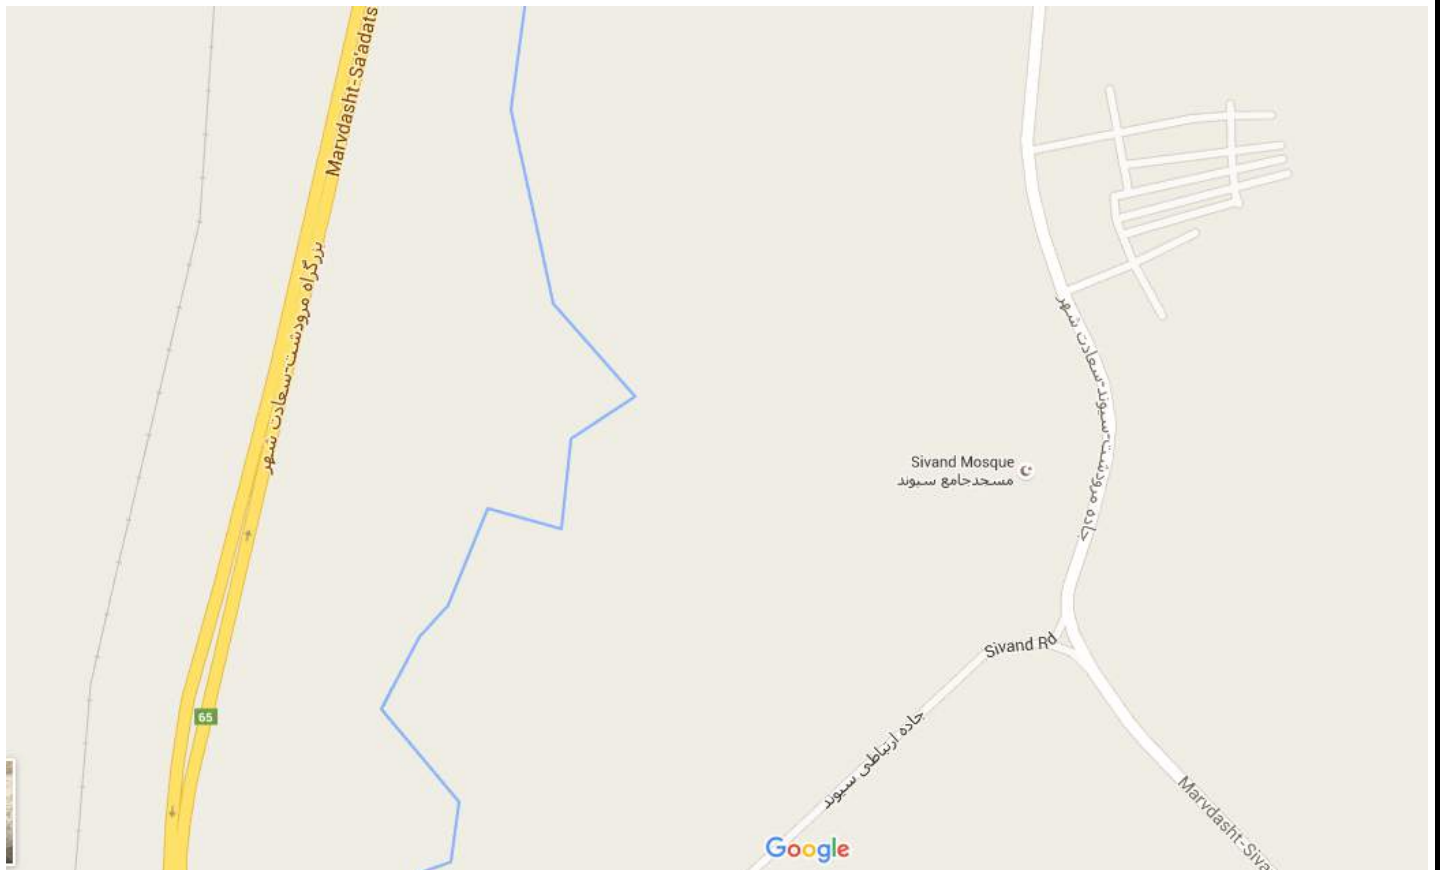 Marvdasht-Sa'adats
بزرگراه مرودشت-سعادت شهر
جاده مرودشت-سیوند-سعادت شهر
Sivand Mosque
مسجدجامع سیوند
Sivand Rd
جاده ارتباطی سیوند
65
Marvdasht-Siva
Google